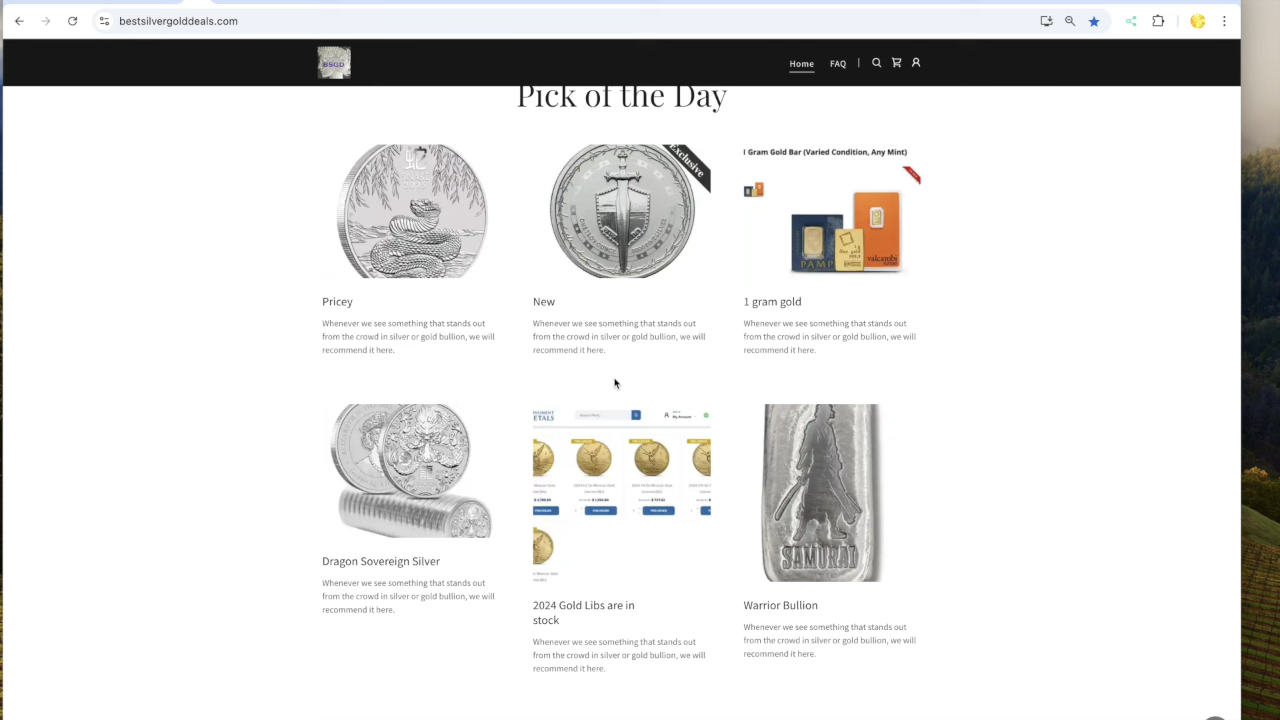 bestsilvergolddeals.com
BSGD
Home
FAQ
Pick of the Day
Exclusive
1 Gram Gold Bar (Varied Condition, Any Mint)
PAMP
valcambi
Pricey
New
1 gram gold
Whenever we see something that stands out
from the crowd in silver or gold bullion, we will
recommend it here.
Whenever we see something that stands out
from the crowd in silver or gold bullion, we will
recommend it here.
Whenever we see something that stands out
from the crowd in silver or gold bullion, we will
recommend it here.
My Account
SAMURAI
Dragon Sovereign Silver
Whenever we see something that stands out
from the crowd in silver or gold bullion, we will
recommend it here.
2024 Gold Libs are in
stock
Whenever we see something that stands out
from the crowd in silver or gold bullion, we will
recommend it here.
Warrior Bullion
Whenever we see something that stands out
from the crowd in silver or gold bullion, we will
recommend it here.